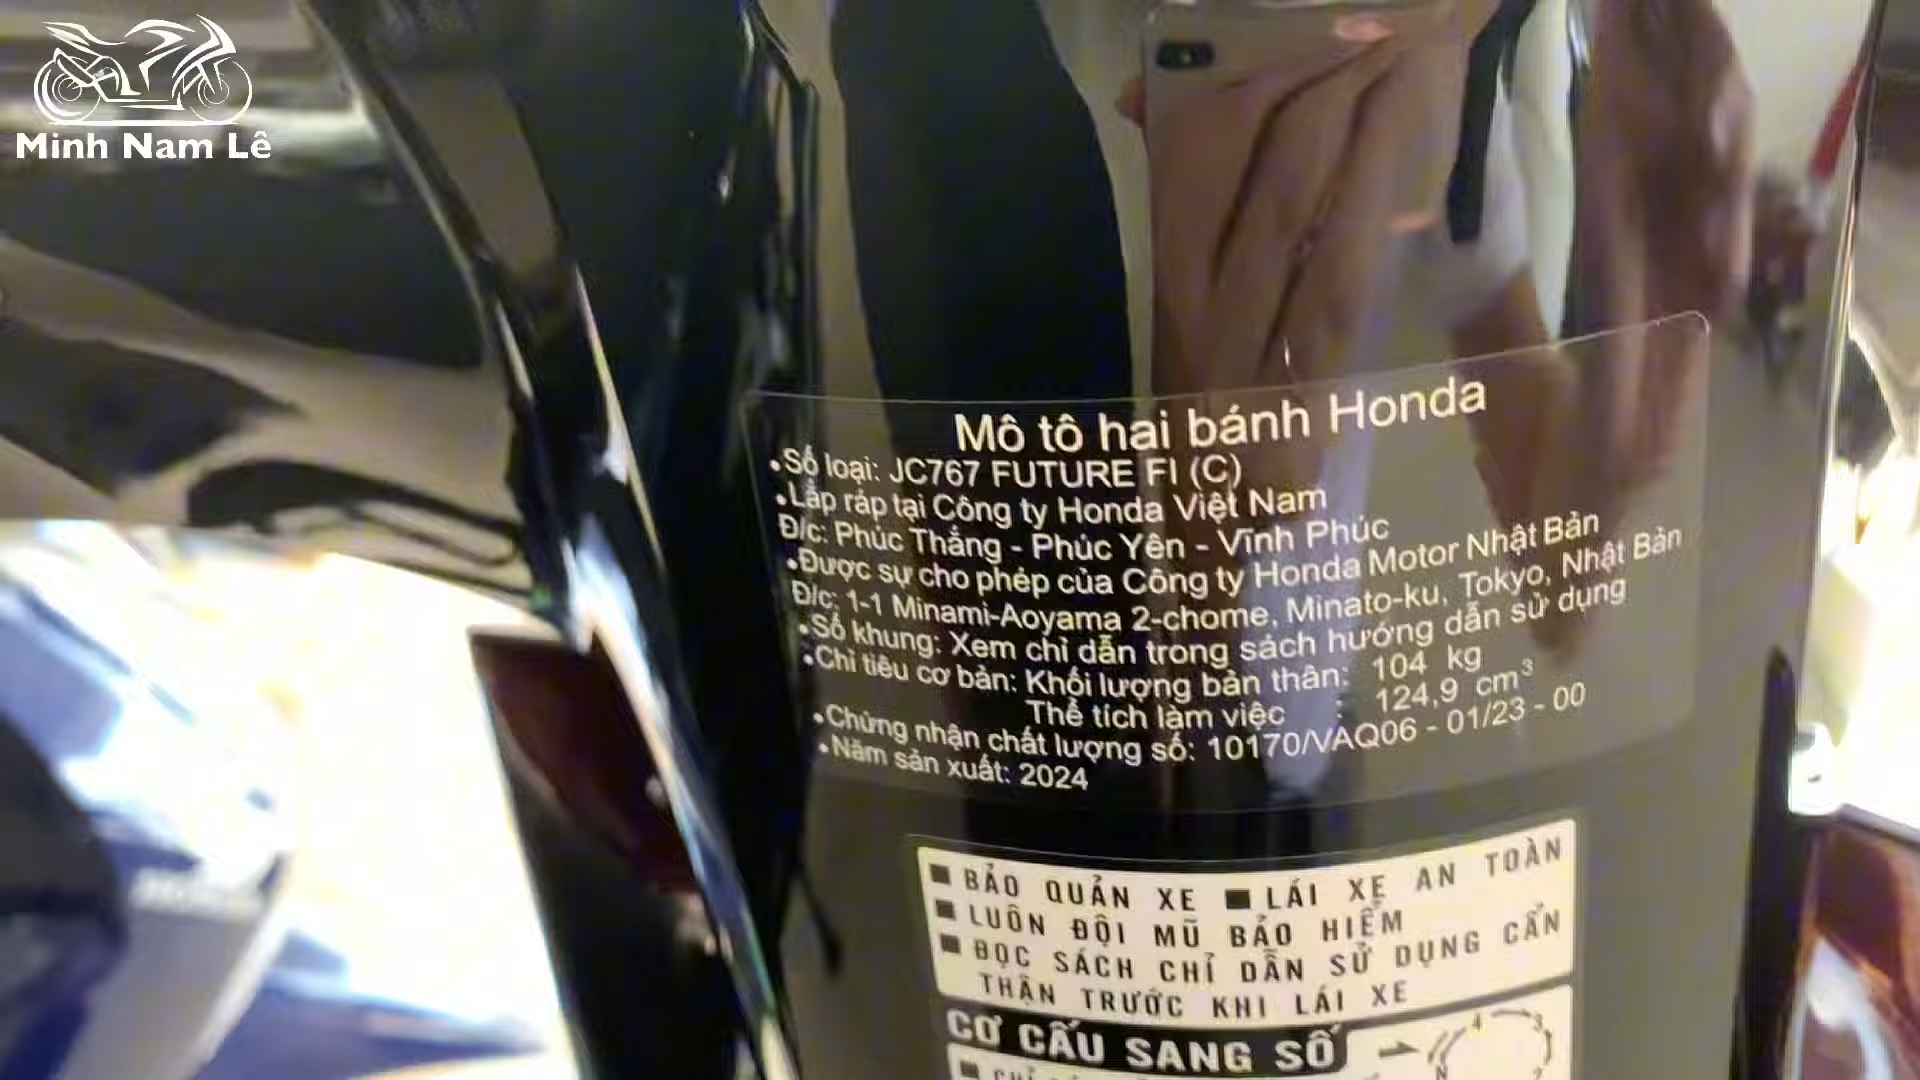 Minh Nam Lê
Mô tô hai bánh Honda
•Số loại: JC767 FUTURE FI (C)
•Lắp ráp tại Công ty Honda Việt Nam
Đ/c: Phúc Thắng - Phúc Yên - Vĩnh Phúc
•Được sự cho phép của Công ty Honda Motor Nhật Bản
Đ/c: 1-1 Minami-Aoyama 2-chome, Minato-ku, Tokyo, Nhật Bản
•Số khung: Xem chỉ dẫn trong sách hướng dẫn sử dụng
•Chỉ tiêu cơ bản: Khối lượng bản thân: 104 kg
Thể tích làm việc : 124,9 cm³
•Chứng nhận chất lượng số: 10170/VAQ06 - 01/23 - 00
•Năm sản xuất: 2024
■ BẢO QUẢN XE ■ LÁI XE AN TOÀN
■ LUÔN ĐỘI MŨ BẢO HIỂM
■ ĐỌC SÁCH CHỈ DẪN SỬ DỤNG CẨN
THẬN TRƯỚC KHI LÁI XE
CƠ CẤU SANG SỐ
4 3
N 2